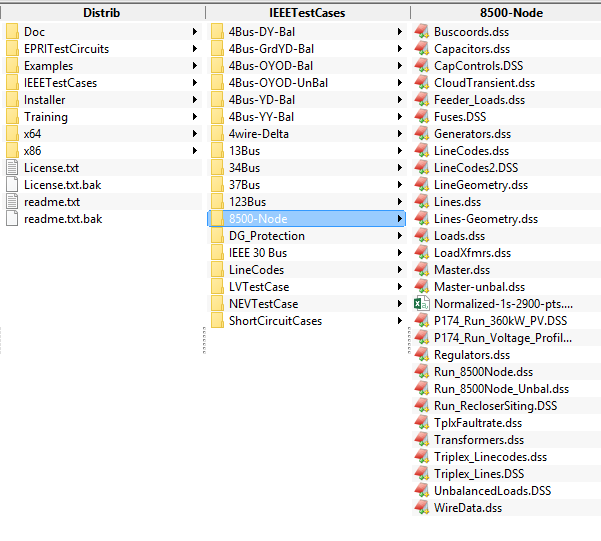 Distrib
Doc
EPRITestCircuits
Examples
IEEETestCases
Installer
Training
x64
x86
License.txt
License.txt.bak
readme.txt
readme.txt.bak
IEEETestCases
4Bus-DY-Bal
4Bus-GrdYD-Bal
4Bus-OYOD-Bal
4Bus-OYOD-UnBal
4Bus-YD-Bal
4Bus-YY-Bal
4wire-Delta
13Bus
34Bus
37Bus
123Bus
8500-Node
DG_Protection
IEEE 30 Bus
LineCodes
LVTestCase
NEVTestCase
ShortCircuitCases
8500-Node
Buscoords.dss
Capacitors.dss
CapControls.DSS
CloudTransient.dss
Feeder_Loads.dss
Fuses.DSS
Generators.dss
LineCodes.dss
LineCodes2.DSS
LineGeometry.dss
Lines.dss
Lines-Geometry.dss
Loads.dss
LoadXfmrs.dss
Master.dss
Master-unbal.dss
Normalized-1s-2900-pts....
P174_Run_360kW_PV.DSS
P174_Run_Voltage_Profil...
Regulators.dss
Run_8500Node.dss
Run_8500Node_Unbal.dss
Run_RecloserSiting.DSS
TplxFaultrate.dss
Transformers.dss
Triplex_Linecodes.dss
Triplex_Lines.DSS
UnbalancedLoads.DSS
WireData.dss